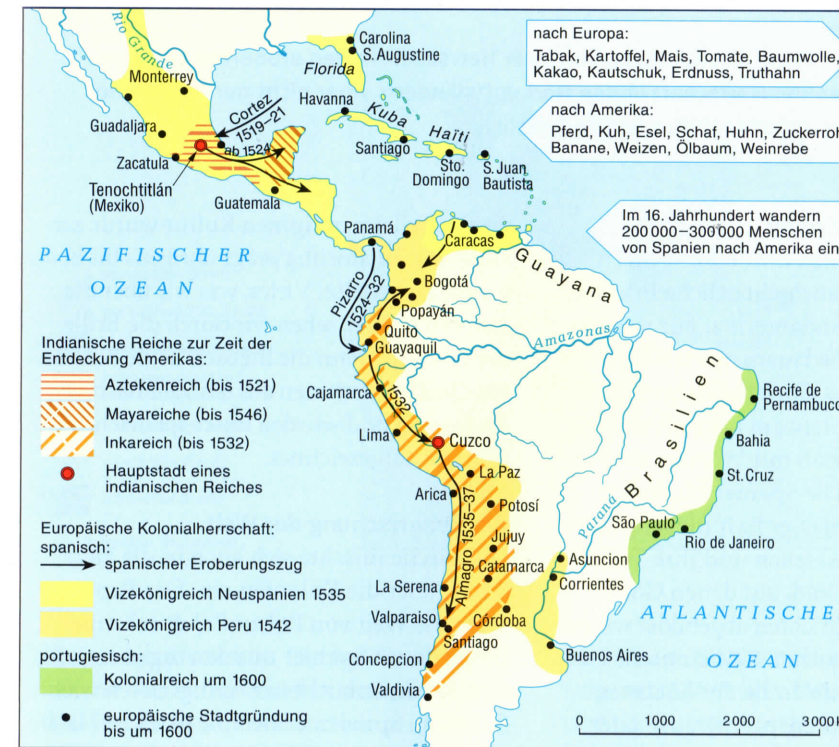 nach Europa:
Tabak, Kartoffel, Mais, Tomate, Baumwolle,
Kakao, Kautschuk, Erdnuss, Truthahn
nach Amerika:
Pferd, Kuh, Esel, Schaf, Huhn, Zuckerroh
Banane, Weizen, Ölbaum, Weinrebe
Im 16. Jahrhundert wandern
200 000–300 000 Menschen
von Spanien nach Amerika ein
Rio Grande
Monterrey
Guadaljara
Zacatula
Tenochtitlán
(Mexiko)
Cortez
1519–21
ab 1524
Guatemala
Carolina
S. Augustine
Florida
Havanna
Kuba
Santiago
Haïti
Sto.
Domingo
S. Juan
Bautista
Panamá
Caracas
Guayana
PAZIFISCHER
OZEAN
Pizarro
1524–32
Bogotá
Popayán
Quito
Guayaquil
Amazonas
Cajamarca
1532
Lima
Cuzco
La Paz
Arica
Potosí
Jujuy
Catamarca
Almagro 1535–37
La Serena
Valparaiso
Santiago
Córdoba
Concepcion
Valdivia
Brasilien
Recife de
Pernambuco
Bahia
St. Cruz
Paraná
São Paulo
Rio de Janeiro
Asuncion
Corrientes
Buenos Aires
ATLANTISCHE
OZEAN
Indianische Reiche zur Zeit der
Entdeckung Amerikas:
Aztekenreich (bis 1521)
Mayareiche (bis 1546)
Inkareich (bis 1532)
Hauptstadt eines
indianischen Reiches
Europäische Kolonialherrschaft:
spanisch:
spanischer Eroberungszug
Vizekönigreich Neuspanien 1535
Vizekönigreich Peru 1542
portugiesisch:
Kolonialreich um 1600
europäische Stadtgründung
bis um 1600
0 1000 2000 3000